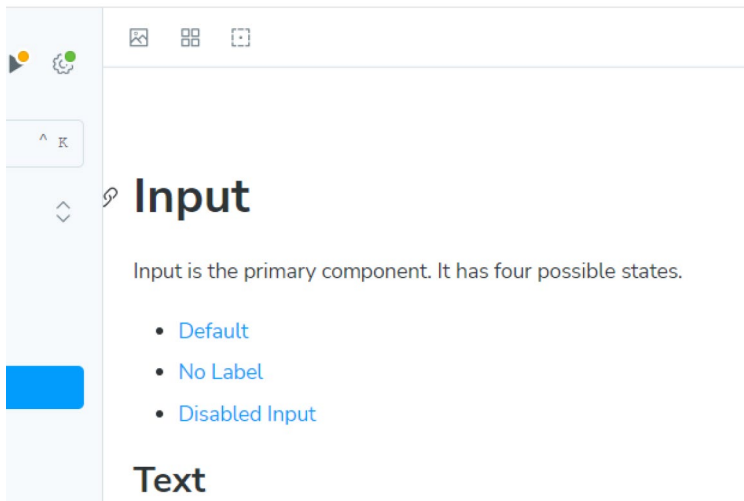 ^ K
Input
Input is the primary component. It has four possible states.
Default
No Label
Disabled Input
Text